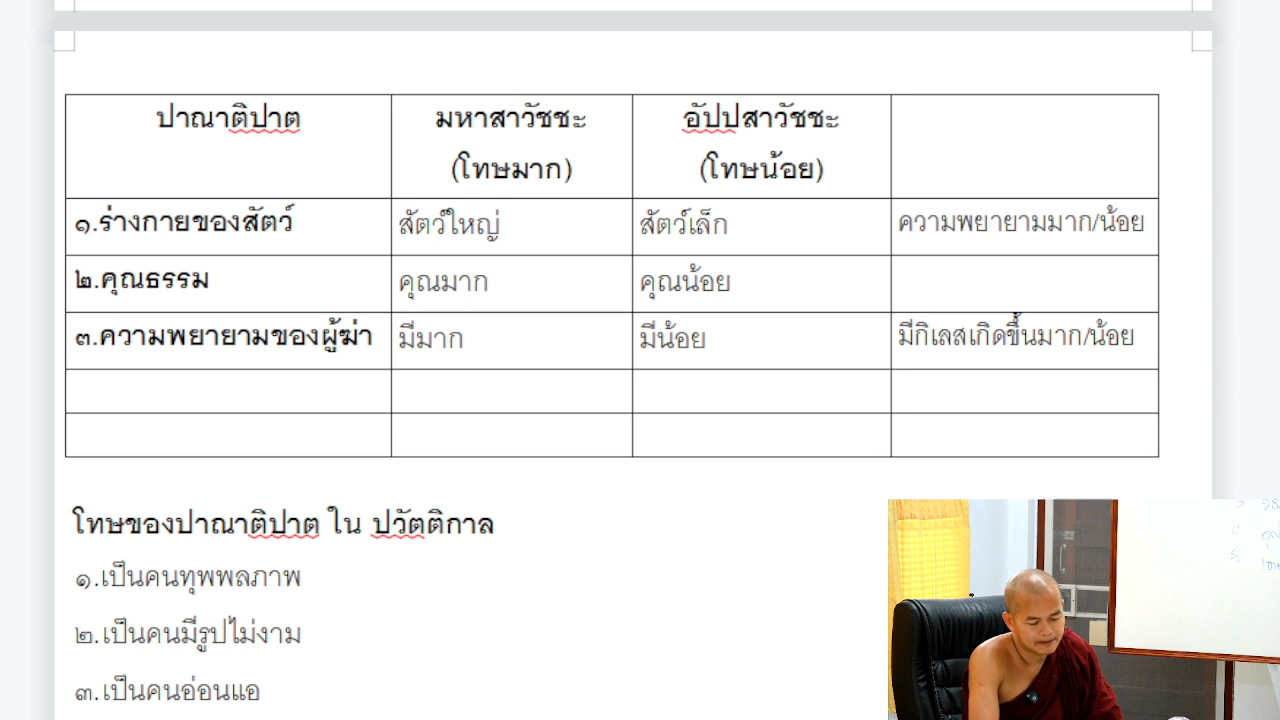 ปาณาติปาต มหาสาวัชชะ อัปปสาวัชชะ
(โทษมาก) (โทษน้อย)
๑.ร่างกายของสัตว์ สัตว์ใหญ่ สัตว์เล็ก ความพยายามมาก/น้อย
๒.คุณธรรม คุณมาก คุณน้อย
๓.ความพยายามของผู้ฆ่า มีมาก มีน้อย มีกิเลสเกิดขึ้นมาก/น้อย
โทษของปาณาติปาต ใน ปวัตติกาล
๑.เป็นคนทุพพลภาพ
๒.เป็นคนมีรูปไม่งาม
๓.เป็นคนอ่อนแอ